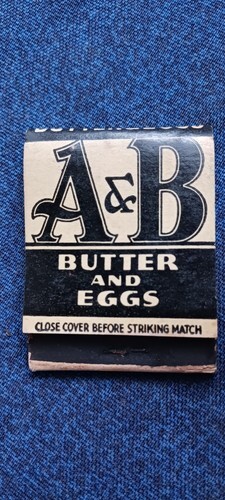 A&B
BUTTER
AND
EGGS
CLOSE COVER BEFORE STRIKING MATCH